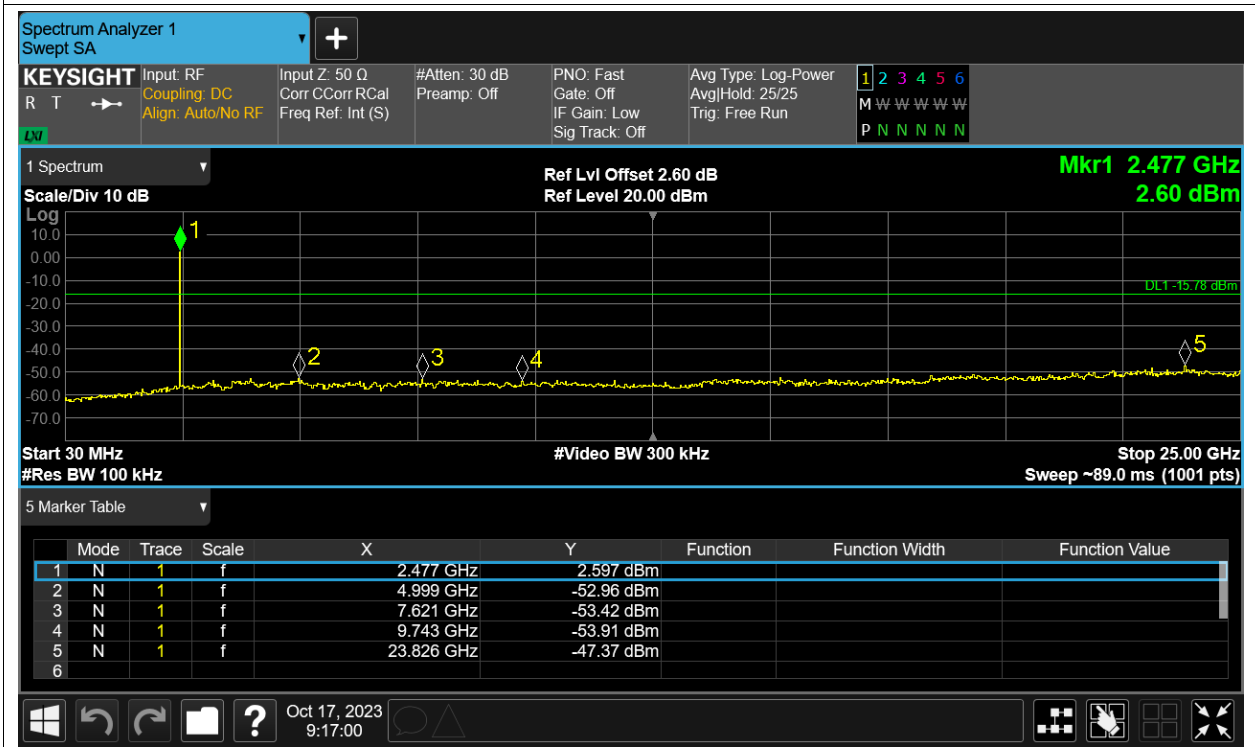 Spectrum Analyzer 1
Swept SA
+
KEYSIGHT Input: RF Input Z: 50 Ω #Atten: 30 dB PNO: Fast Avg Type: Log-Power 1 2 3 4 5 6
R T Coupling: DC Corr CCorr RCal Preamp: Off Gate: Off Avg|Hold: 25/25 M W W W W W
Align: Auto/No RF Freq Ref: Int (S) IF Gain: Low Trig: Free Run
LXI Sig Track: Off P N N N N N N
1 Spectrum Ref Lvl Offset 2.60 dB Mkr1 2.477 GHz
Scale/Div 10 dB Ref Level 20.00 dBm 2.60 dBm
Log
10.0 1
0.00
-10.0
DL1 -15.78 dBm
-20.0
-30.0
-40.0 2 3 4 5
-50.0
-60.0
-70.0
Start 30 MHz #Video BW 300 kHz Stop 25.00 GHz
#Res BW 100 kHz Sweep ~89.0 ms (1001 pts)
5 Marker Table
Mode Trace Scale X Y Function Function Width Function Value
1 N 1 f 2.477 GHz 2.597 dBm
2 N 1 f 4.999 GHz -52.96 dBm
3 N 1 f 7.621 GHz -53.42 dBm
4 N 1 f 9.743 GHz -53.91 dBm
5 N 1 f 23.826 GHz -47.37 dBm
6
? Oct 17, 2023
9:17:00